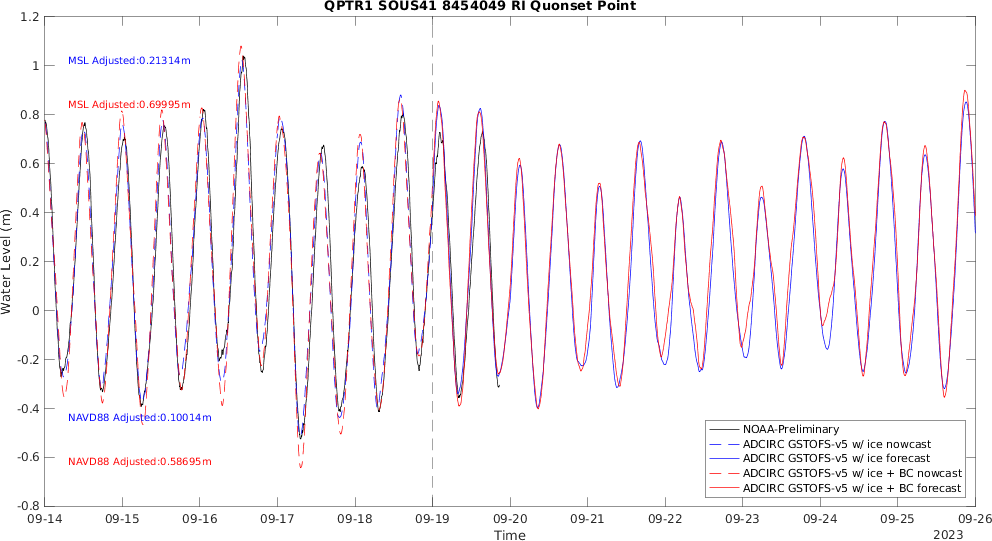 QPTR1 SOUS41 8454049 RI Quonset Point
1.2
1
0.8
0.6
0.4
0.2
0
-0.2
-0.4
-0.6
-0.8
Water Level (m)
MSL Adjusted:0.21314m
MSL Adjusted:0.69995m
NAVD88 Adjusted:0.10014m
NAVD88 Adjusted:0.58695m
NOAA-Preliminary
ADCIRC GSTOFS-v5 w/ ice nowcast
ADCIRC GSTOFS-v5 w/ ice forecast
ADCIRC GSTOFS-v5 w/ ice + BC nowcast
ADCIRC GSTOFS-v5 w/ ice + BC forecast
09-14 09-15 09-16 09-17 09-18 09-19 09-20 09-21 09-22 09-23 09-24 09-25 09-26
Time
2023